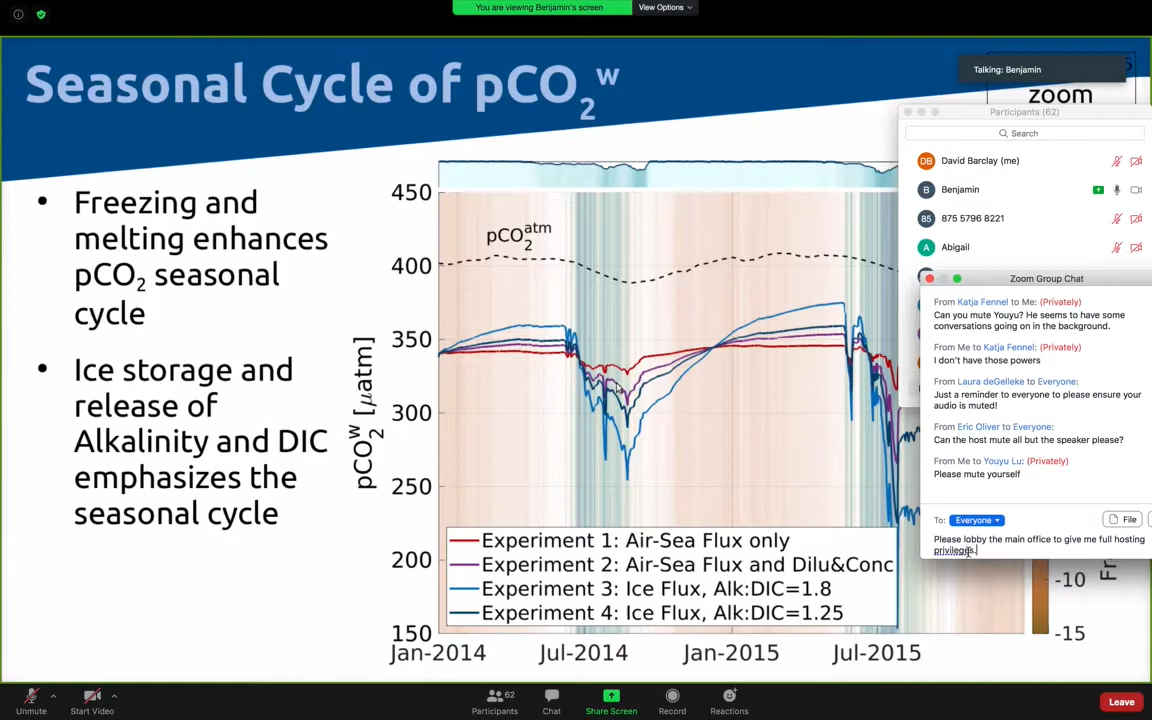 You are viewing Benjamin's screen
View Options
Seasonal Cycle of pCO2w
Talking: Benjamin
zoom
Participants (62)
Search
DB David Barclay (me)
B Benjamin
85 875 5796 8221
A Abigail
Freezing and
melting enhances
pCO2 seasonal
cycle
Ice storage and
release of
Alkalinity and DIC
emphasizes the
seasonal cycle
pCO2atm
450
400
350
300
250
200
150
pCO2w [μatm]
Jan-2014
Jul-2014
Jan-2015
Jul-2015
Experiment 1: Air-Sea Flux only
Experiment 2: Air-Sea Flux and Dilu&Conc
Experiment 3: Ice Flux, Alk:DIC=1.8
Experiment 4: Ice Flux, Alk:DIC=1.25
-10
-15
Zoom Group Chat
From Katja Fennel to Me: (Privately)
Can you mute Youyu? He seems to have some
conversations going on in the background.
From Me to Katja Fennel: (Privately)
I don't have those powers
From Laura deGelleke to Everyone:
Just a reminder to everyone to please ensure your
audio is muted!
From Eric Oliver to Everyone:
Can the host mute all but the speaker please?
From Me to Youyu Lu: (Privately)
Please mute yourself
To: Everyone
File
Please lobby the main office to give me full hosting
privileges.
Unmute
Start Video
62
Participants
Chat
Share Screen
Record
Reactions
Leave